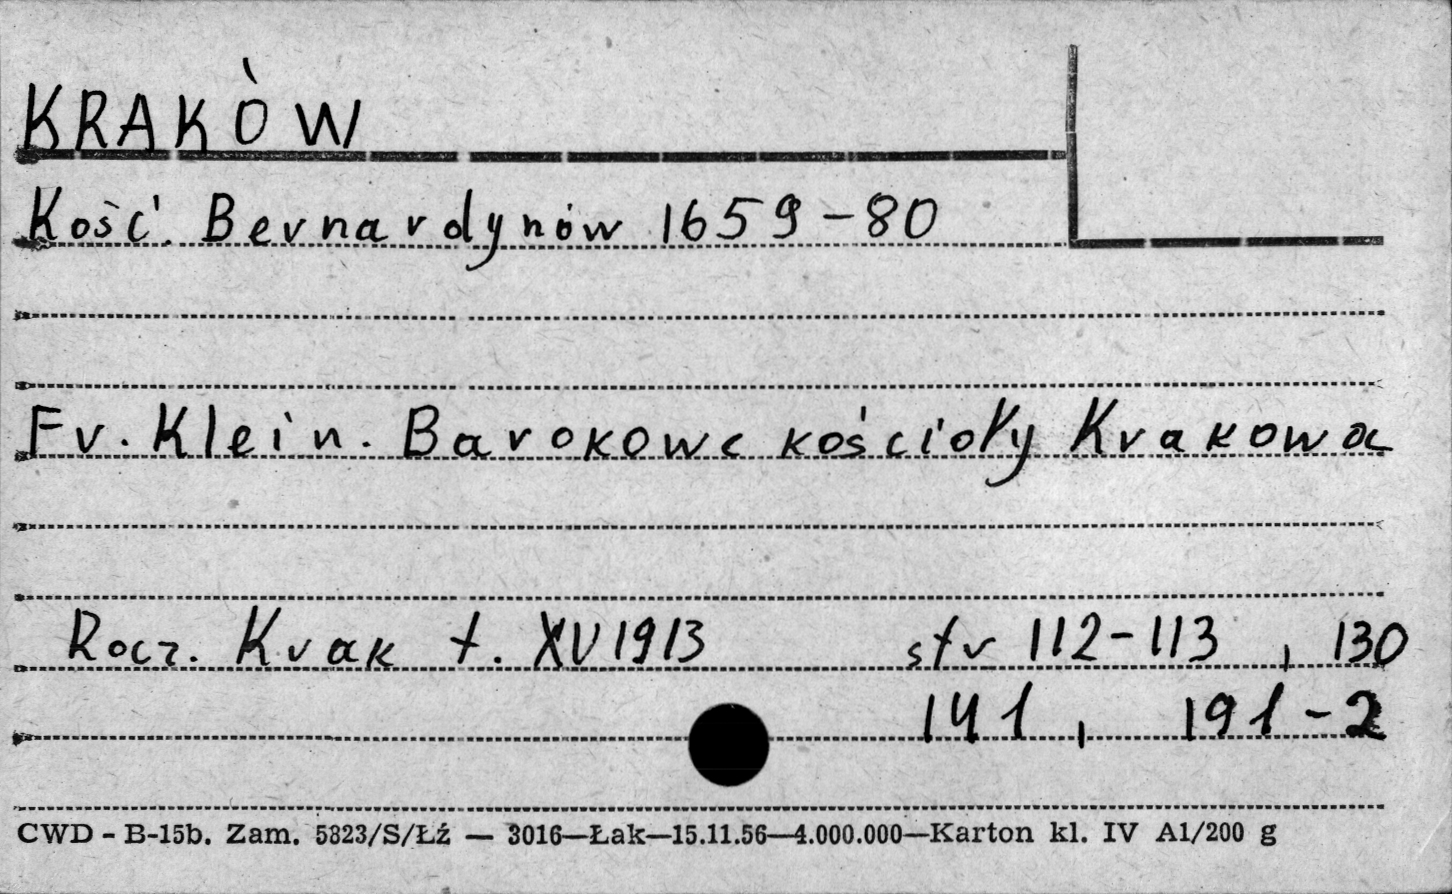 KRAKÓW
Kość. Bernardynów 1659-80
Fr. Klein. Barokowe kościoły Krakowa
Rocz. Krak t. XV 1913 str 112-113, 130
141, 191-2
CWD - B-15b. Zam. 5823/S/Łź — 3016—Łak—15.11.56—4.000.000—Karton kl. IV A1/200 g